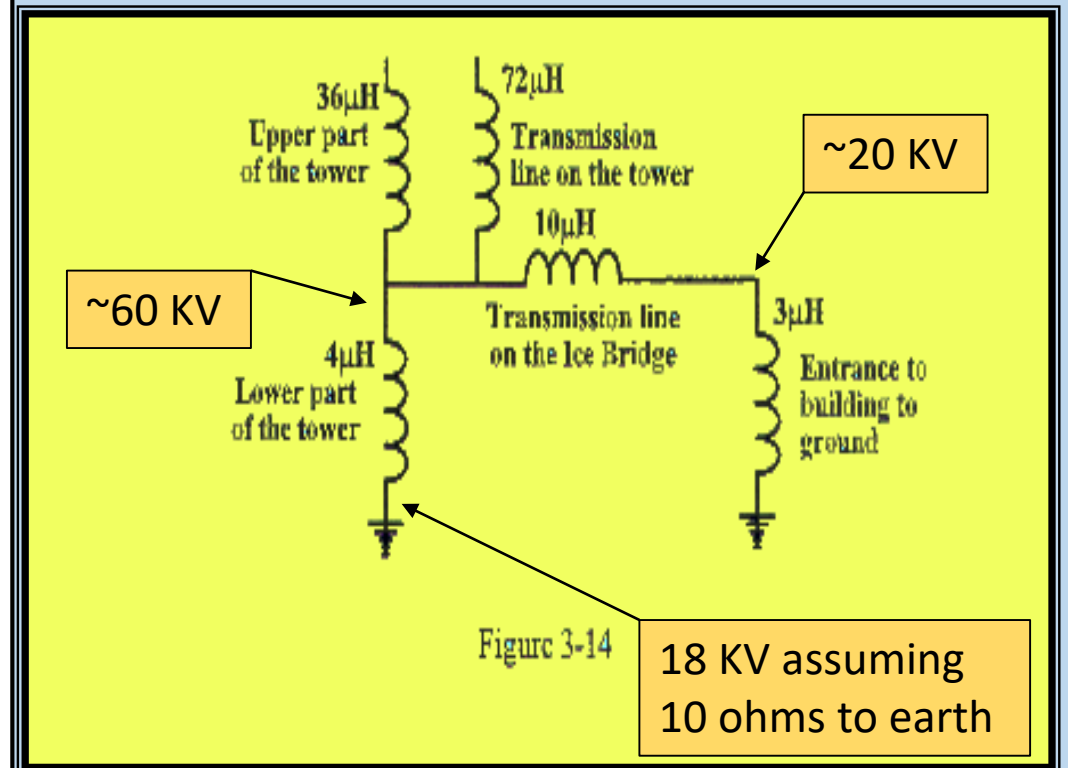 36µH
Upper part
of the tower
72µH
Transmission
line on the tower
~20 KV
10µH
~60 KV
Transmission line
on the Ice Bridge
3µH
4µH
Lower part
of the tower
Entrance to
building to
ground
Figure 3-14
18 KV assuming
10 ohms to earth